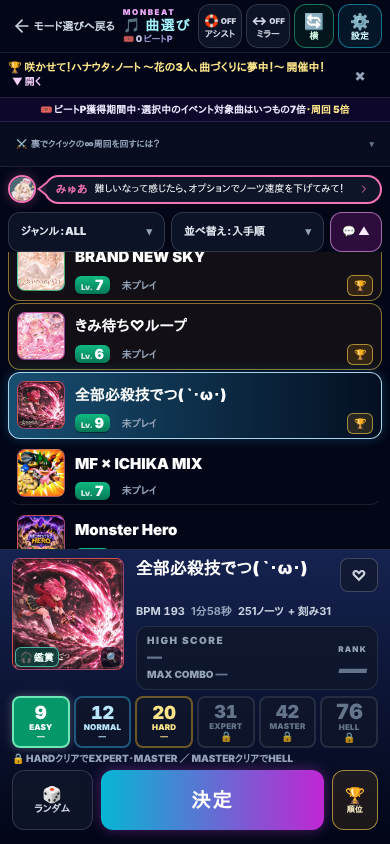 ← モード選びへ戻る
MONBEAT
🎵 曲選び
🎟 0 ビートP
🛟 OFF
アシスト
↔ OFF
ミラー
🔄
横
⚙
設定
🏆 咲かせて!ハナウタ・ノート 〜花の3人、曲づくりに夢中!〜 開催中!
▼ 開く
✖
🎟 ビートP獲得期間中・選択中のイベント対象曲はいつもの7倍・周回 5倍
⚔ 裏でクイックの∞周回を回すには?
▼
みゅあ 難しいなって感じたら、オプションでノーツ速度を下げてみて!
ジャンル:ALL ▼
並べ替え:入手順 ▼
💬 ▲
BRAND NEW SKY
Lv. 7 未プレイ 🏆
きみ待ち♡ループ
Lv. 6 未プレイ 🏆
全部必殺技でつ(`･ω･)
Lv. 9 未プレイ 🏆
MF × ICHIKA MIX
Lv. 7 未プレイ
MONSTER HERO
Monster Hero
全部必殺技でつ(`･ω･)
♡
🎧 鑑賞
BPM 193 1分58秒 251ノーツ + 刻み31
HIGH SCORE
—
MAX COMBO —
RANK
—
9
EASY
—
12
NORMAL
—
20
HARD
—
31
EXPERT
🔒
42
MASTER
🔒
76
HELL
🔒
🔒 HARDクリアでEXPERT・MASTER ／ MASTERクリアでHELL
🎲
ランダム
決定
🏆
順位